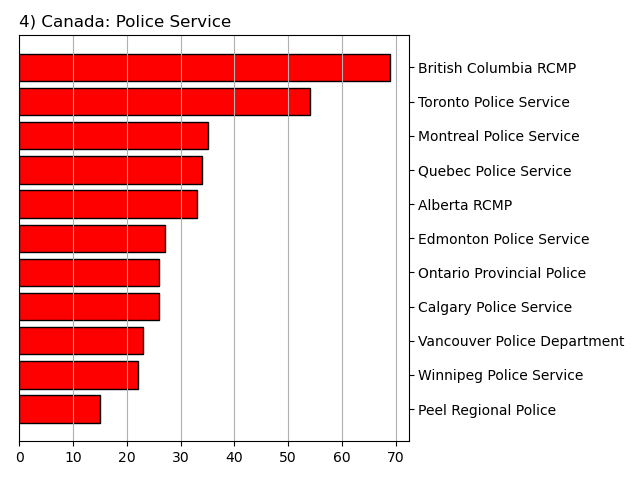 4) Canada: Police Service
British Columbia RCMP
Toronto Police Service
Montreal Police Service
Quebec Police Service
Alberta RCMP
Edmonton Police Service
Ontario Provincial Police
Calgary Police Service
Vancouver Police Department
Winnipeg Police Service
Peel Regional Police
0 10 20 30 40 50 60 70